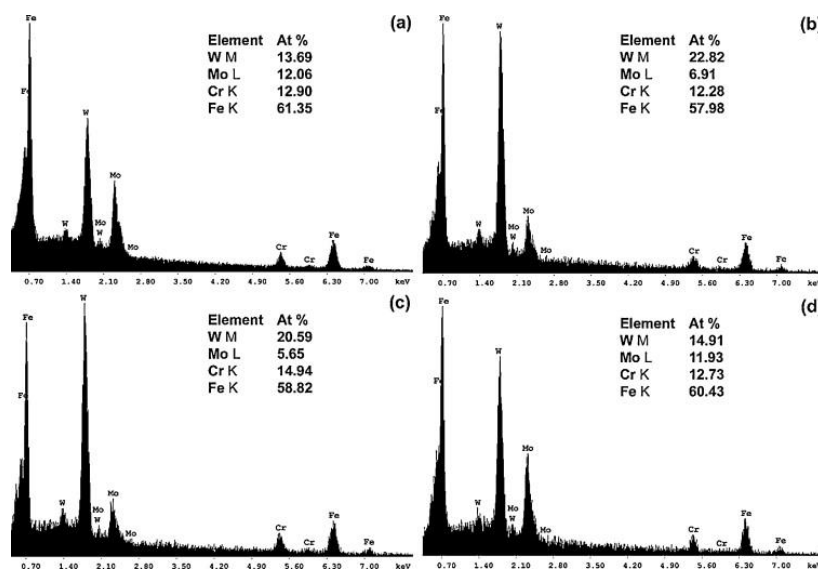 (a)
Fe
Fe
W
W
Mo
W
Mo
Mo
Cr
Cr
Fe
Fe
Element At %
W M 13.69
Mo L 12.06
Cr K 12.90
Fe K 61.35
0.70 1.40 2.10 2.80 3.50 4.20 4.90 5.60 6.30 7.00 keV
(b)
Fe
Fe
W
W
Mo
W
Mo
Mo
Cr
Cr
Fe
Fe
Element At %
W M 22.82
Mo L 6.91
Cr K 12.28
Fe K 57.98
0.70 1.40 2.10 2.80 3.50 4.20 4.90 5.60 6.30 7.00 keV
(c)
Fe
Fe
W
W
Mo
W
Mo
Mo
Cr
Cr
Fe
Fe
Element At %
W M 20.59
Mo L 5.65
Cr K 14.94
Fe K 58.82
0.70 1.40 2.10 2.80 3.50 4.20 4.90 5.60 6.30 7.00 keV
(d)
Fe
Fe
W
W
Mo
W
Mo
Mo
Cr
Cr
Fe
Fe
Element At %
W M 14.91
Mo L 11.93
Cr K 12.73
Fe K 60.43
0.70 1.40 2.10 2.80 3.50 4.20 4.90 5.60 6.30 7.00 keV